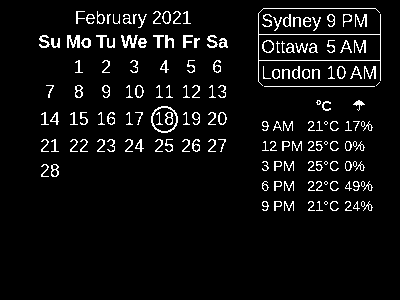 February 2021
Su Mo Tu We Th Fr Sa
1 2 3 4 5 6
7 8 9 10 11 12 13
14 15 16 17 18 19 20
21 22 23 24 25 26 27
28
Sydney 9 PM
Ottawa 5 AM
London 10 AM
°C ☂
9 AM 21°C 17%
12 PM 25°C 0%
3 PM 25°C 0%
6 PM 22°C 49%
9 PM 21°C 24%